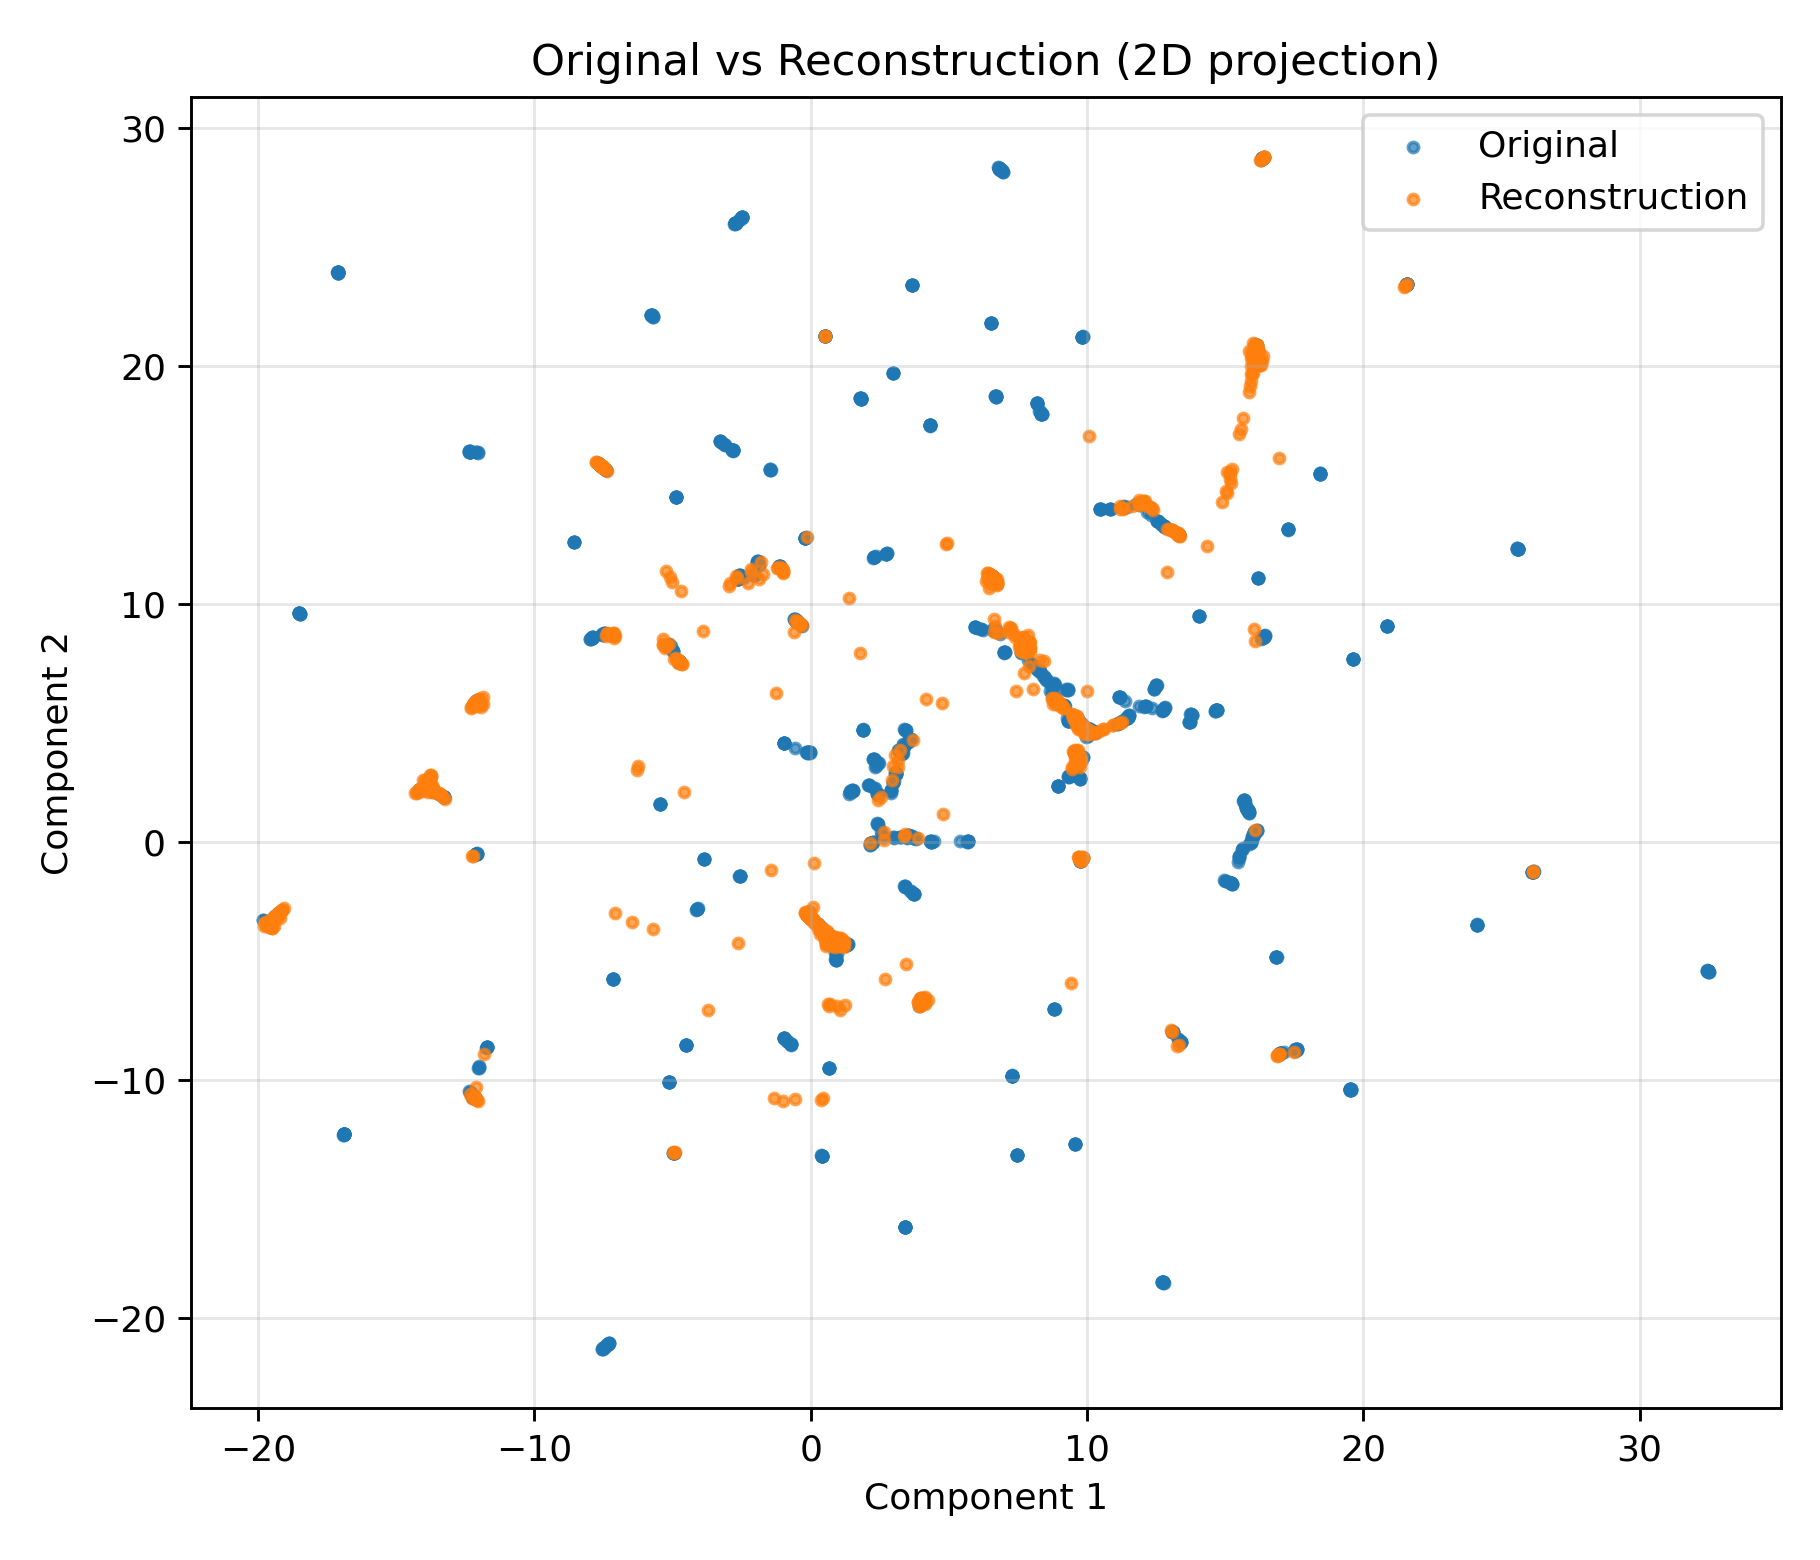 Original vs Reconstruction (2D projection)
Original
Reconstruction
30
20
10
0
−10
−20
Component 2
−20
−10
0
10
20
30
Component 1